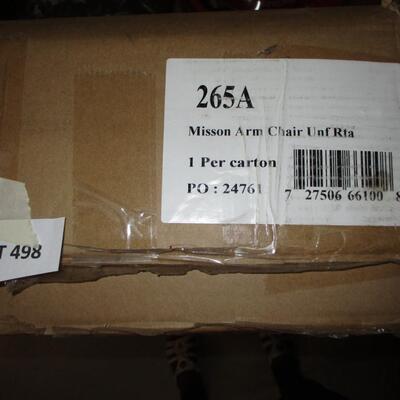 265A
Misson Arm Chair Unf Rta
1 Per carton
PO : 24761
7 27506 66100 8
T 498